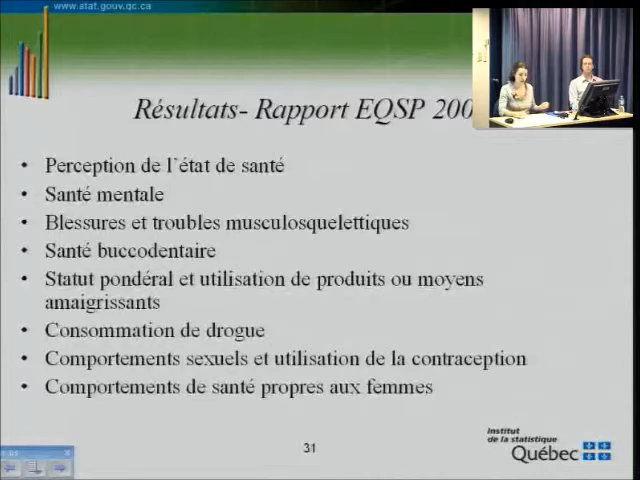 www.stat.gouv.qc.ca
Résultats- Rapport EQSP 200
• Perception de l'état de santé
• Santé mentale
• Blessures et troubles musculosquelettiques
• Santé buccodentaire
• Statut pondéral et utilisation de produits ou moyens
amaigrissants
• Consommation de drogue
• Comportements sexuels et utilisation de la contraception
• Comportements de santé propres aux femmes
Institut
de la statistique
Québec
31